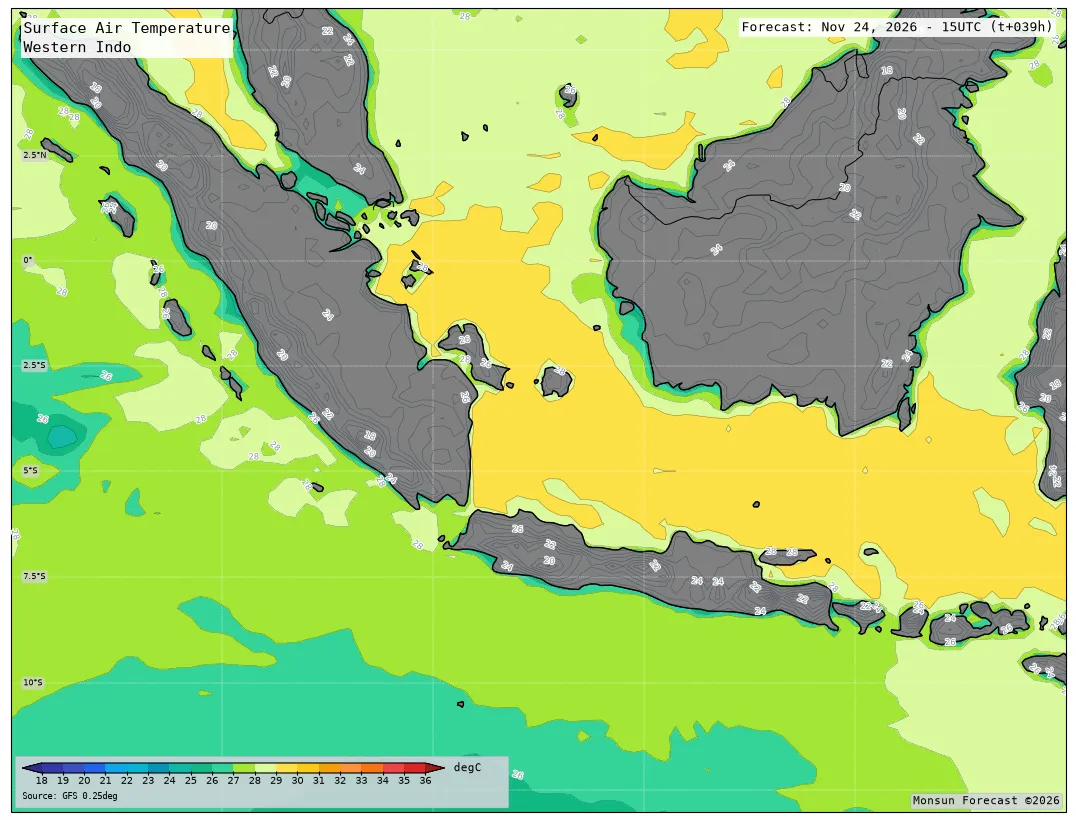 Surface Air Temperature
Western Indo
Forecast: Nov 24, 2026 - 15UTC (t+039h)
2.5°N
0°
2.5°S
5°S
7.5°S
10°S
degC
18 19 20 21 22 23 24 25 26 27 28 29 30 31 32 33 34 35 36
Source: GFS 0.25deg
Monsun Forecast ©2026